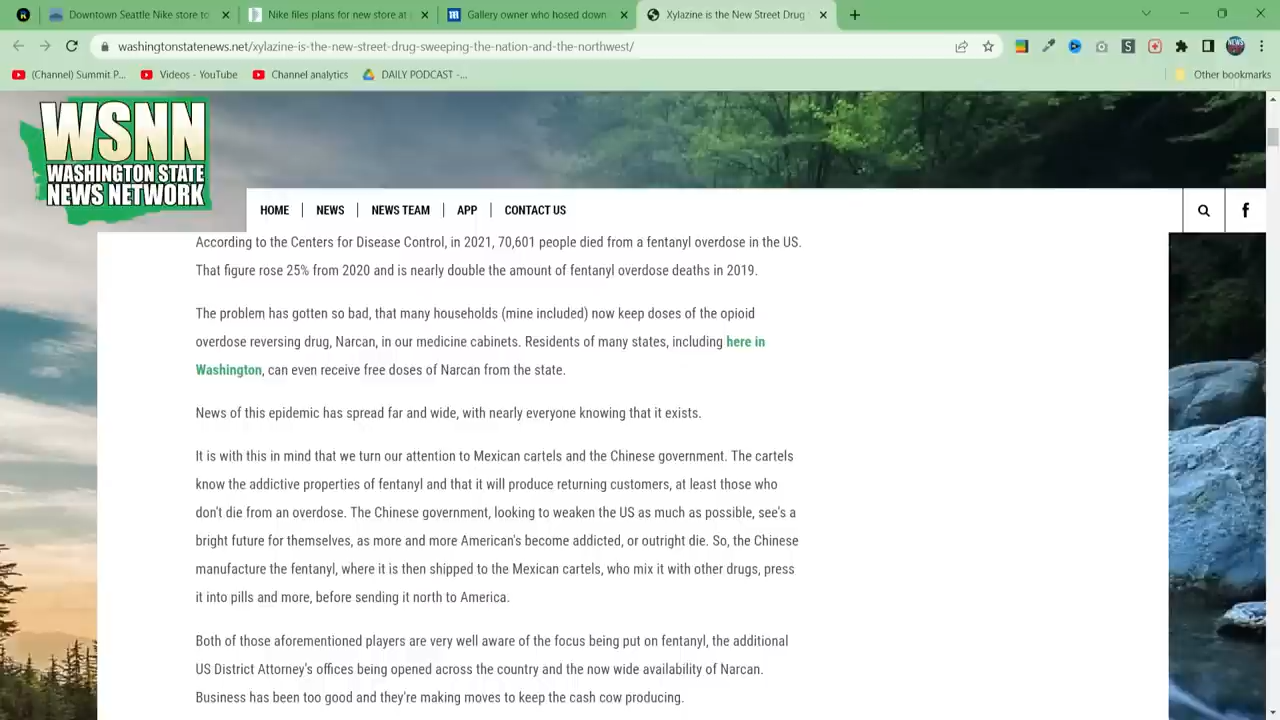 Downtown Seattle Nike store to
Nike files plans for new store at
Gallery owner who hosed down
Xylazine is the New Street Drug
washingtonstatenews.net/xylazine-is-the-new-street-drug-sweeping-the-nation-and-the-northwest/
(Channel) Summit P...
Videos - YouTube
Channel analytics
DAILY PODCAST -...
Other bookmarks
WSNN
WASHINGTON STATE
NEWS NETWORK
HOME
NEWS
NEWS TEAM
APP
CONTACT US
According to the Centers for Disease Control, in 2021, 70,601 people died from a fentanyl overdose in the US.
That figure rose 25% from 2020 and is nearly double the amount of fentanyl overdose deaths in 2019.
The problem has gotten so bad, that many households (mine included) now keep doses of the opioid
overdose reversing drug, Narcan, in our medicine cabinets. Residents of many states, including here in
Washington, can even receive free doses of Narcan from the state.
News of this epidemic has spread far and wide, with nearly everyone knowing that it exists.
It is with this in mind that we turn our attention to Mexican cartels and the Chinese government. The cartels
know the addictive properties of fentanyl and that it will produce returning customers, at least those who
don't die from an overdose. The Chinese government, looking to weaken the US as much as possible, see's a
bright future for themselves, as more and more American's become addicted, or outright die. So, the Chinese
manufacture the fentanyl, where it is then shipped to the Mexican cartels, who mix it with other drugs, press
it into pills and more, before sending it north to America.
Both of those aforementioned players are very well aware of the focus being put on fentanyl, the additional
US District Attorney's offices being opened across the country and the now wide availability of Narcan.
Business has been too good and they're making moves to keep the cash cow producing.